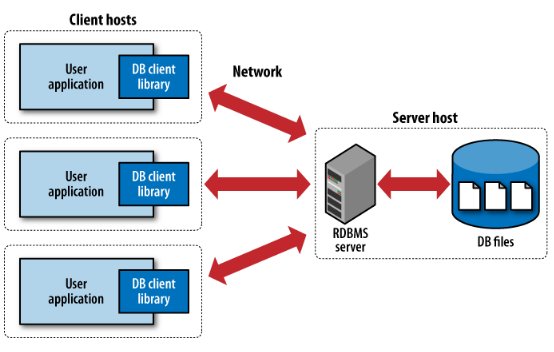 Client hosts
User
application
DB client
library
Network
User
application
DB client
library
Server host
RDBMS
server
DB files
User
application
DB client
library